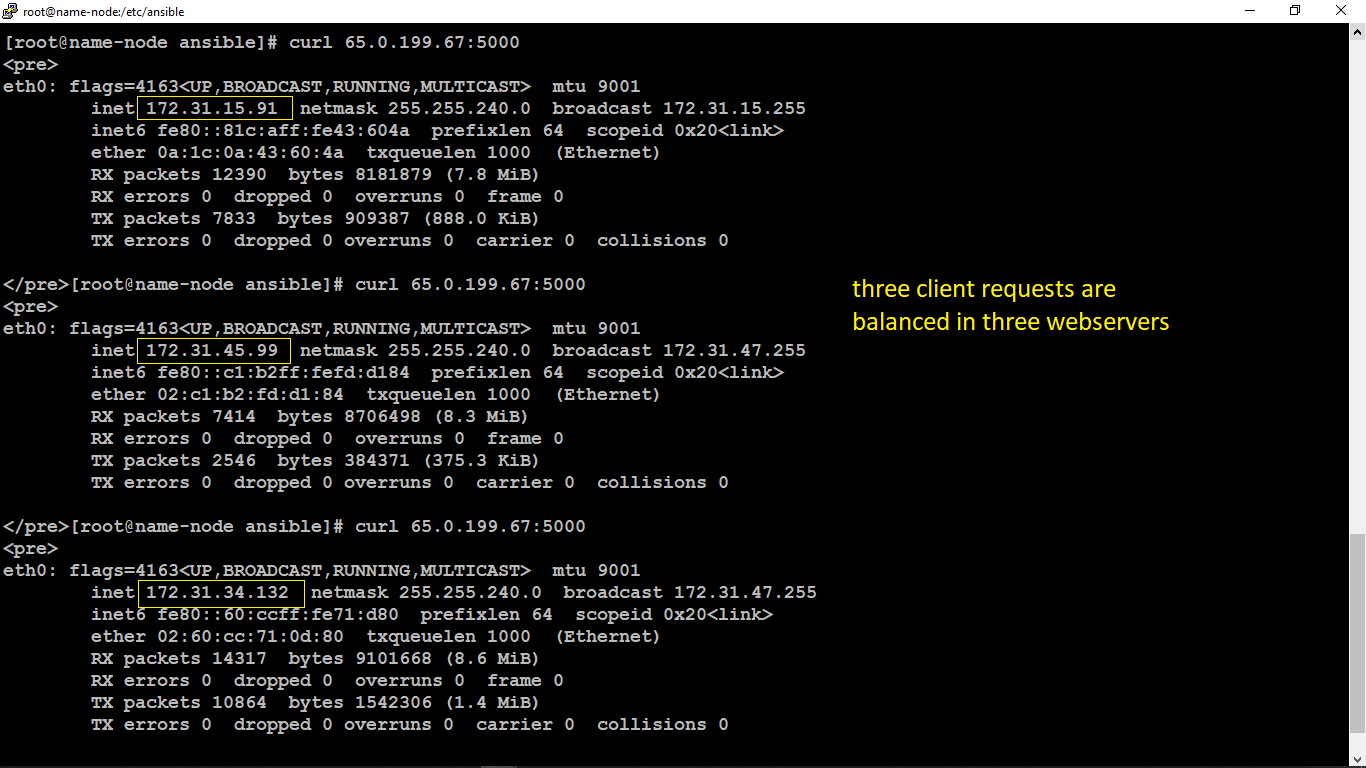 root@name-node:/etc/ansible
[root@name-node ansible]# curl 65.0.199.67:5000
<pre>
eth0: flags=4163<UP,BROADCAST,RUNNING,MULTICAST>  mtu 9001
        inet 172.31.15.91  netmask 255.255.240.0  broadcast 172.31.15.255
        inet6 fe80::81c:aff:fe43:604a  prefixlen 64  scopeid 0x20<link>
        ether 0a:1c:0a:43:60:4a  txqueuelen 1000  (Ethernet)
        RX packets 12390  bytes 8181879 (7.8 MiB)
        RX errors 0  dropped 0  overruns 0  frame 0
        TX packets 7833  bytes 909387 (888.0 KiB)
        TX errors 0  dropped 0 overruns 0  carrier 0  collisions 0
</pre>[root@name-node ansible]# curl 65.0.199.67:5000
<pre>
eth0: flags=4163<UP,BROADCAST,RUNNING,MULTICAST>  mtu 9001
        inet 172.31.45.99  netmask 255.255.240.0  broadcast 172.31.47.255
        inet6 fe80::c1:b2ff:fefd:d184  prefixlen 64  scopeid 0x20<link>
        ether 02:c1:b2:fd:d1:84  txqueuelen 1000  (Ethernet)
        RX packets 7414  bytes 8706498 (8.3 MiB)
        RX errors 0  dropped 0  overruns 0  frame 0
        TX packets 2546  bytes 384371 (375.3 KiB)
        TX errors 0  dropped 0 overruns 0  carrier 0  collisions 0
</pre>[root@name-node ansible]# curl 65.0.199.67:5000
<pre>
eth0: flags=4163<UP,BROADCAST,RUNNING,MULTICAST>  mtu 9001
        inet 172.31.34.132  netmask 255.255.240.0  broadcast 172.31.47.255
        inet6 fe80::60:ccff:fe71:d80  prefixlen 64  scopeid 0x20<link>
        ether 02:60:cc:71:0d:80  txqueuelen 1000  (Ethernet)
        RX packets 14317  bytes 9101668 (8.6 MiB)
        RX errors 0  dropped 0  overruns 0  frame 0
        TX packets 10864  bytes 1542306 (1.4 MiB)
        TX errors 0  dropped 0 overruns 0  carrier 0  collisions 0
three client requests are
balanced in three webservers